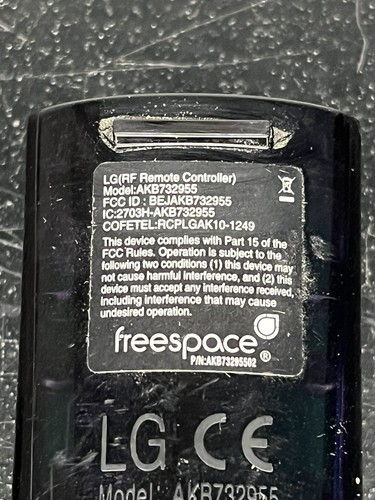 LG(RF Remote Controller)
Model:AKB732955
FCC ID : BEJAKB732955
IC:2703H-AKB732955
COFETEL:RCPLGAK10-1249
This device complies with Part 15 of the
FCC Rules. Operation is subject to the
following two conditions (1) this device may
not cause harmful interference, and (2) this
device must accept any interference received,
including interference that may cause
undesired operation.
freespace®
P/N:AKB73295502
LG CE
Model: AKB732955